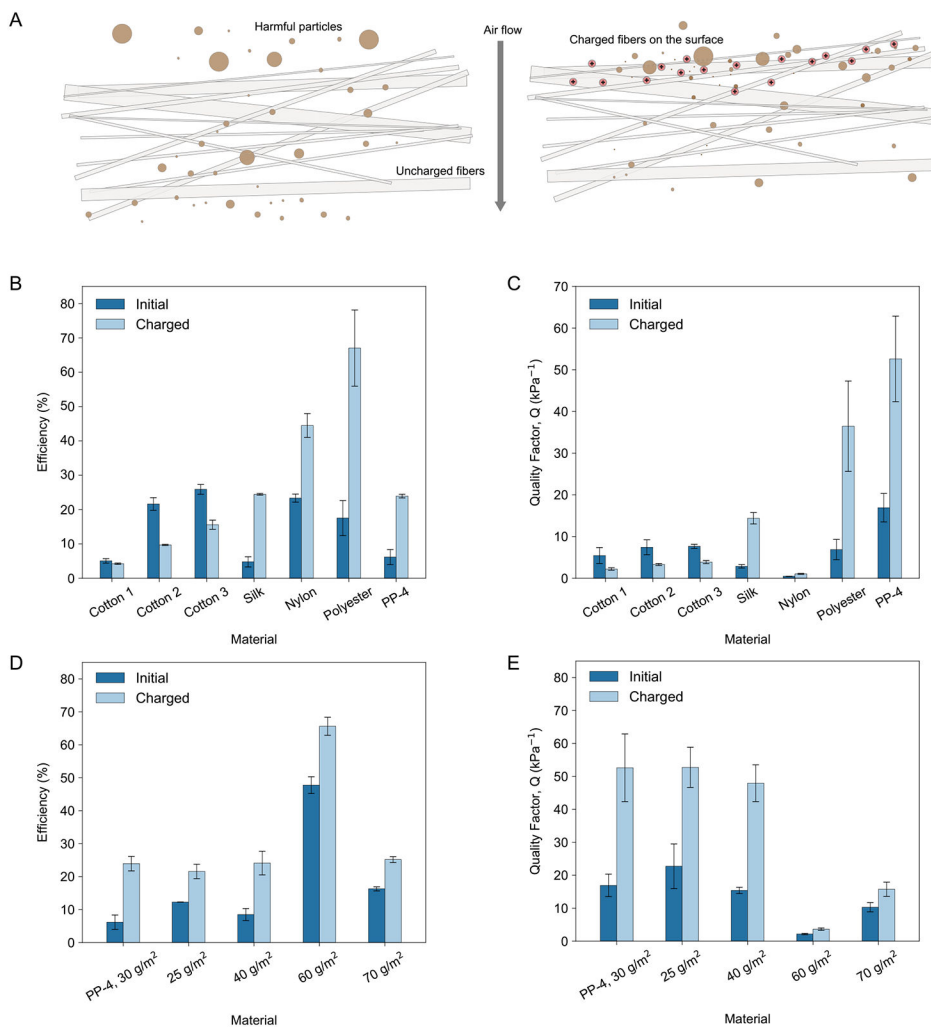 A
Harmful particles
Air flow
Charged fibers on the surface
Uncharged fibers
B
Efficiency (%)
80
70
60
50
40
30
20
10
0
Initial
Charged
Cotton 1
Cotton 2
Cotton 3
Silk
Nylon
Polyester
PP-4
Material
C
Quality Factor, Q (kPa⁻¹)
70
60
50
40
30
20
10
0
Initial
Charged
Cotton 1
Cotton 2
Cotton 3
Silk
Nylon
Polyester
PP-4
Material
D
Efficiency (%)
80
70
60
50
40
30
20
10
0
Initial
Charged
PP-4, 30 g/m²
25 g/m²
40 g/m²
60 g/m²
70 g/m²
Material
E
Quality Factor, Q (kPa⁻¹)
80
70
60
50
40
30
20
10
0
Initial
Charged
PP-4, 30 g/m²
25 g/m²
40 g/m²
60 g/m²
70 g/m²
Material